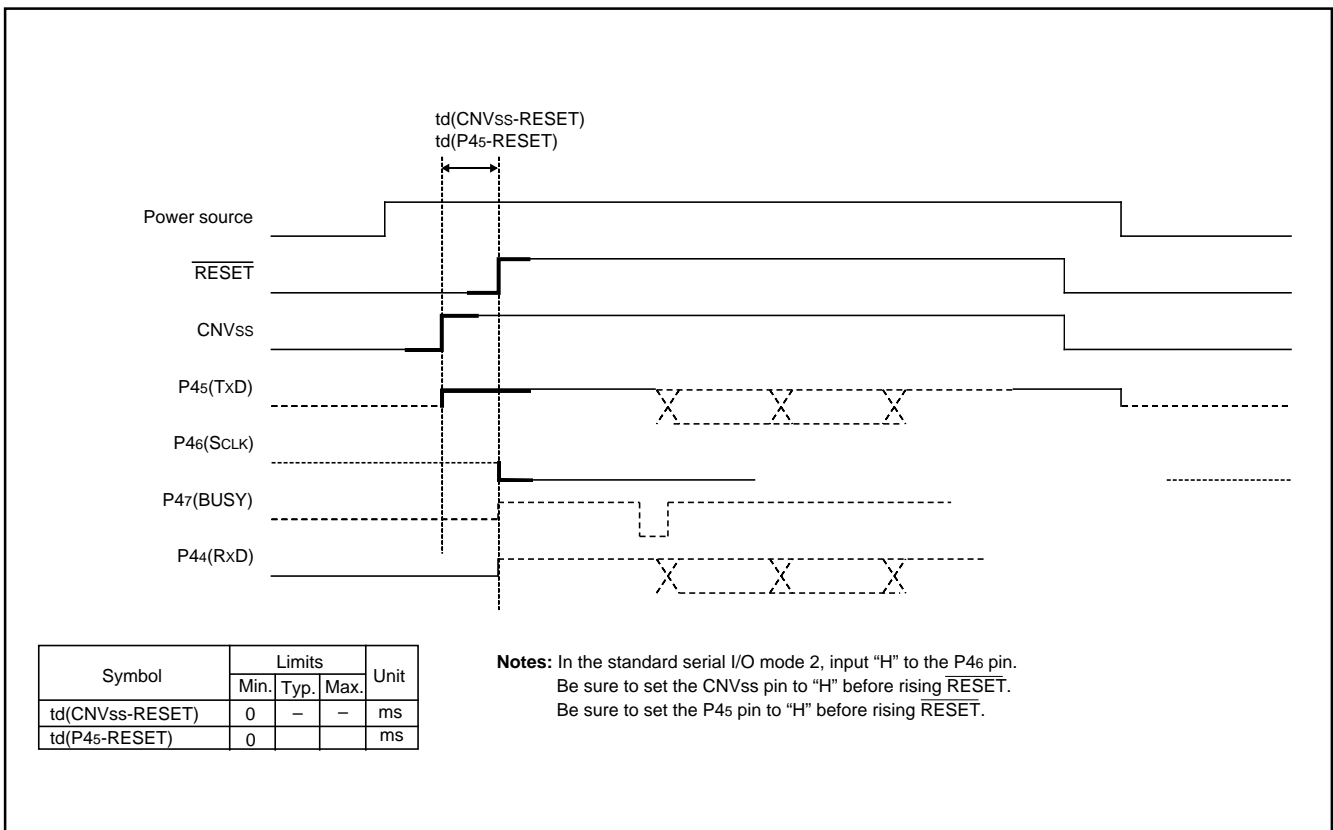 td(CNVss-RESET)
td(P45-RESET)
Power source
RESET
CNVss
P45(TxD)
P46(SCLK)
P47(BUSY)
P44(RxD)
Symbol Limits Unit
Min. Typ. Max.
td(CNVss-RESET) 0 – – ms
td(P45-RESET) 0 ms
Notes: In the standard serial I/O mode 2, input “H” to the P46 pin.
Be sure to set the CNVss pin to “H” before rising RESET.
Be sure to set the P45 pin to “H” before rising RESET.